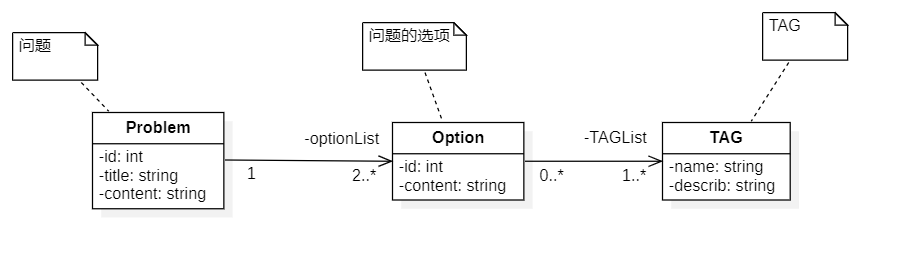 问题
问题的选项
TAG
Problem
-id: int
-title: string
-content: string
1
-optionList
2..*
Option
-id: int
-content: string
0..*
-TAGList
1..*
TAG
-name: string
-describ: string